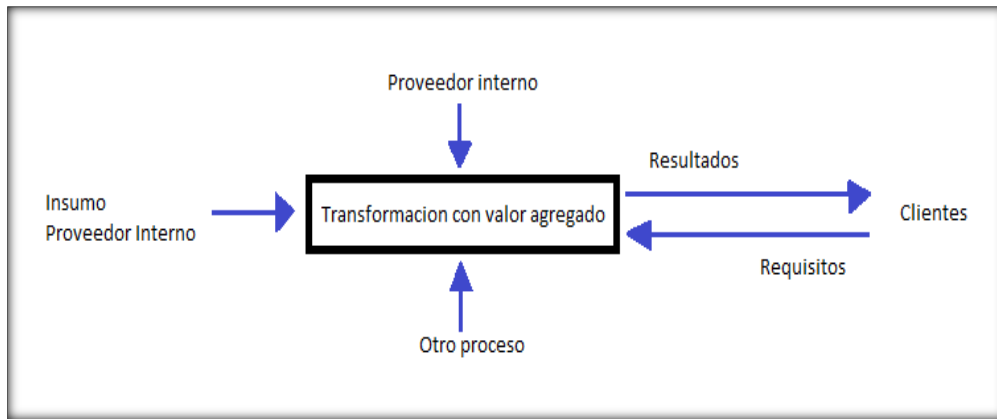 Proveedor interno
Resultados
Insumo
Proveedor Interno
Transformacion con valor agregado
Clientes
Requisitos
Otro proceso